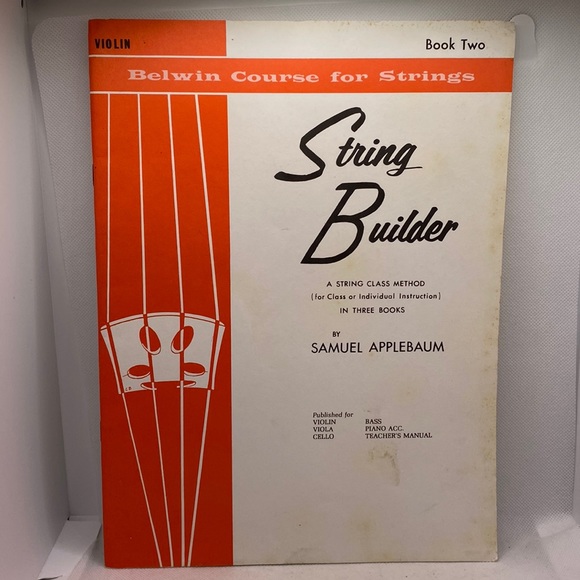 VIOLIN Book Two
Belwin Course for Strings
String
Builder
A STRING CLASS METHOD
(for Class or Individual Instruction)
IN THREE BOOKS
BY
SAMUEL APPLEBAUM
Published for
VIOLIN BASS
VIOLA PIANO ACC.
CELLO TEACHER'S MANUAL